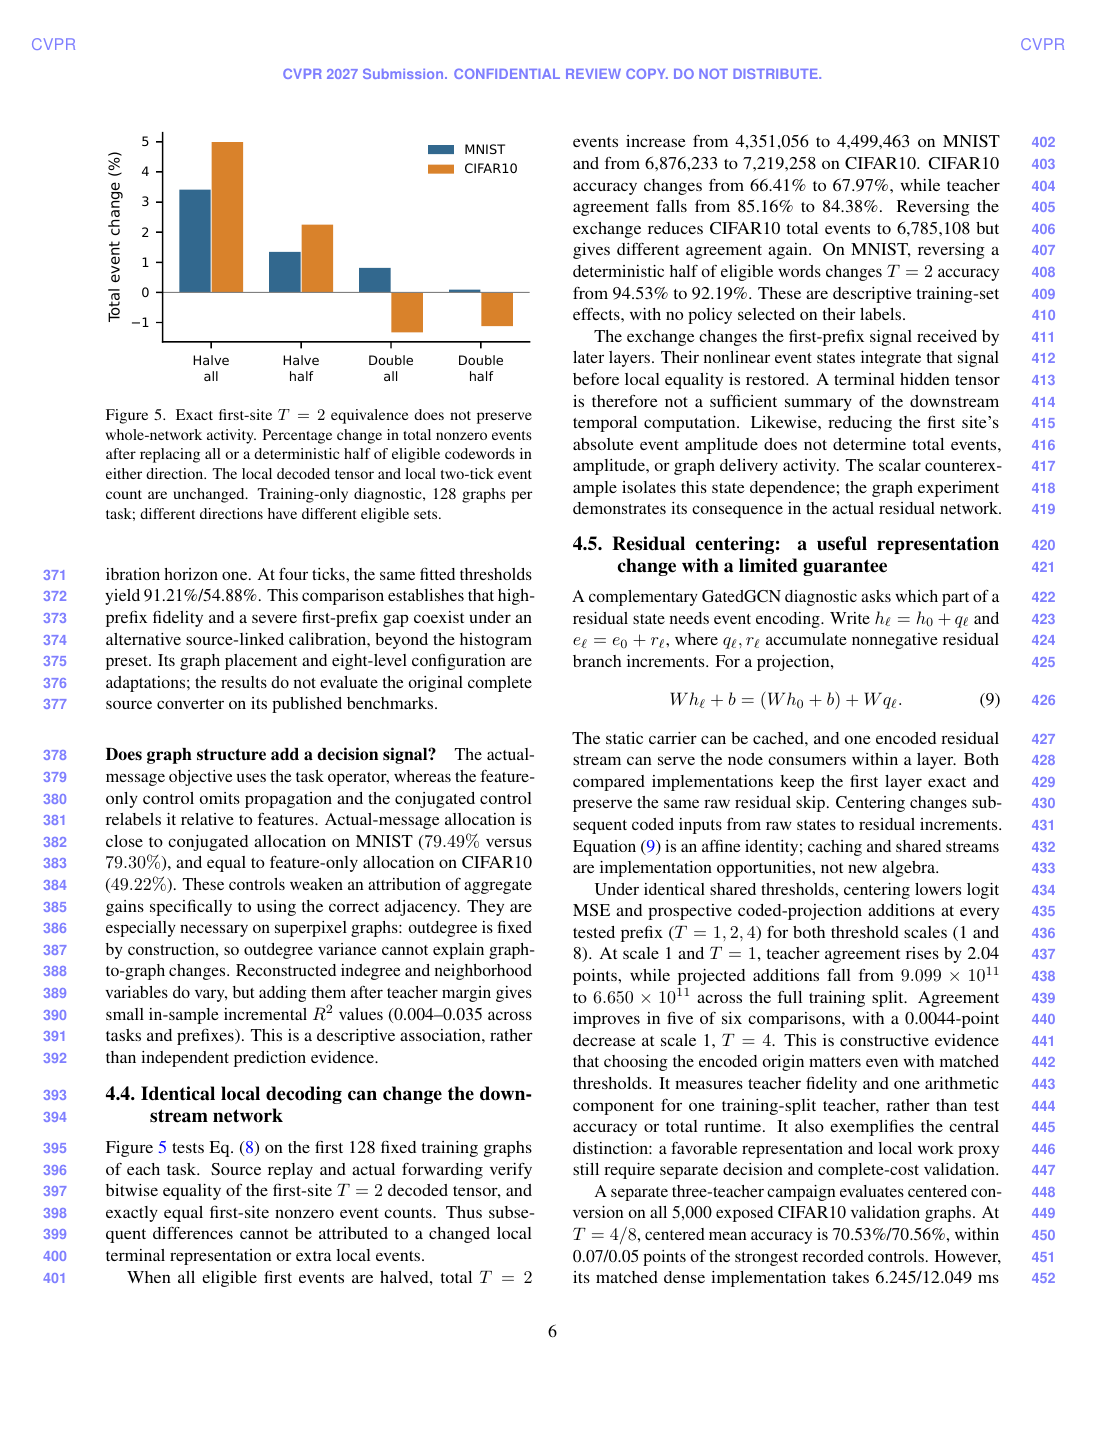 CVPR
CVPR
CVPR 2027 Submission. CONFIDENTIAL REVIEW COPY. DO NOT DISTRIBUTE.
5
4
3
2
1
0
−1
Total event change (%)
MNIST
CIFAR10
Halve all
Halve half
Double all
Double half
Figure 5. Exact first-site T = 2 equivalence does not preserve
whole-network activity. Percentage change in total nonzero events
after replacing all or a deterministic half of eligible codewords in
either direction. The local decoded tensor and local two-tick event
count are unchanged. Training-only diagnostic, 128 graphs per
task; different directions have different eligible sets.
371 ibration horizon one. At four ticks, the same fitted thresholds
372 yield 91.21%/54.88%. This comparison establishes that high-
373 prefix fidelity and a severe first-prefix gap coexist under an
374 alternative source-linked calibration, beyond the histogram
375 preset. Its graph placement and eight-level configuration are
376 adaptations; the results do not evaluate the original complete
377 source converter on its published benchmarks.
378 Does graph structure add a decision signal? The actual-
379 message objective uses the task operator, whereas the feature-
380 only control omits propagation and the conjugated control
381 relabels it relative to features. Actual-message allocation is
382 close to conjugated allocation on MNIST (79.49% versus
383 79.30%), and equal to feature-only allocation on CIFAR10
384 (49.22%). These controls weaken an attribution of aggregate
385 gains specifically to using the correct adjacency. They are
386 especially necessary on superpixel graphs: outdegree is fixed
387 by construction, so outdegree variance cannot explain graph-
388 to-graph changes. Reconstructed indegree and neighborhood
389 variables do vary, but adding them after teacher margin gives
390 small in-sample incremental R² values (0.004–0.035 across
391 tasks and prefixes). This is a descriptive association, rather
392 than independent prediction evidence.
393 4.4. Identical local decoding can change the down-
394 stream network
395 Figure 5 tests Eq. (8) on the first 128 fixed training graphs
396 of each task. Source replay and actual forwarding verify
397 bitwise equality of the first-site T = 2 decoded tensor, and
398 exactly equal first-site nonzero event counts. Thus subse-
399 quent differences cannot be attributed to a changed local
400 terminal representation or extra local events.
401 When all eligible first events are halved, total T = 2
events increase from 4,351,056 to 4,499,463 on MNIST 402
and from 6,876,233 to 7,219,258 on CIFAR10. CIFAR10 403
accuracy changes from 66.41% to 67.97%, while teacher 404
agreement falls from 85.16% to 84.38%. Reversing the 405
exchange reduces CIFAR10 total events to 6,785,108 but 406
gives different agreement again. On MNIST, reversing a 407
deterministic half of eligible words changes T = 2 accuracy 408
from 94.53% to 92.19%. These are descriptive training-set 409
effects, with no policy selected on their labels. 410
The exchange changes the first-prefix signal received by 411
later layers. Their nonlinear event states integrate that signal 412
before local equality is restored. A terminal hidden tensor 413
is therefore not a sufficient summary of the downstream 414
temporal computation. Likewise, reducing the first site's 415
absolute event amplitude does not determine total events, 416
amplitude, or graph delivery activity. The scalar counterex- 417
ample isolates this state dependence; the graph experiment 418
demonstrates its consequence in the actual residual network. 419
4.5. Residual centering: a useful representation 420
change with a limited guarantee 421
A complementary GatedGCN diagnostic asks which part of a 422
residual state needs event encoding. Write hℓ = h₀ + qℓ and 423
eℓ = e₀ + rℓ, where qℓ, rℓ accumulate nonnegative residual 424
branch increments. For a projection, 425
Whℓ + b = (Wh₀ + b) + Wqℓ. (9) 426
The static carrier can be cached, and one encoded residual 427
stream can serve the node consumers within a layer. Both 428
compared implementations keep the first layer exact and 429
preserve the same raw residual skip. Centering changes sub- 430
sequent coded inputs from raw states to residual increments. 431
Equation (9) is an affine identity; caching and shared streams 432
are implementation opportunities, not new algebra. 433
Under identical shared thresholds, centering lowers logit 434
MSE and prospective coded-projection additions at every 435
tested prefix (T = 1, 2, 4) for both threshold scales (1 and 436
8). At scale 1 and T = 1, teacher agreement rises by 2.04 437
points, while projected additions fall from 9.099 × 10¹¹ 438
to 6.650 × 10¹¹ across the full training split. Agreement 439
improves in five of six comparisons, with a 0.0044-point 440
decrease at scale 1, T = 4. This is constructive evidence 441
that choosing the encoded origin matters even with matched 442
thresholds. It measures teacher fidelity and one arithmetic 443
component for one training-split teacher, rather than test 444
accuracy or total runtime. It also exemplifies the central 445
distinction: a favorable representation and local work proxy 446
still require separate decision and complete-cost validation. 447
A separate three-teacher campaign evaluates centered con- 448
version on all 5,000 exposed CIFAR10 validation graphs. At 449
T = 4/8, centered mean accuracy is 70.53%/70.56%, within 450
0.07/0.05 points of the strongest recorded controls. However, 451
its matched dense implementation takes 6.245/12.049 ms 452
6